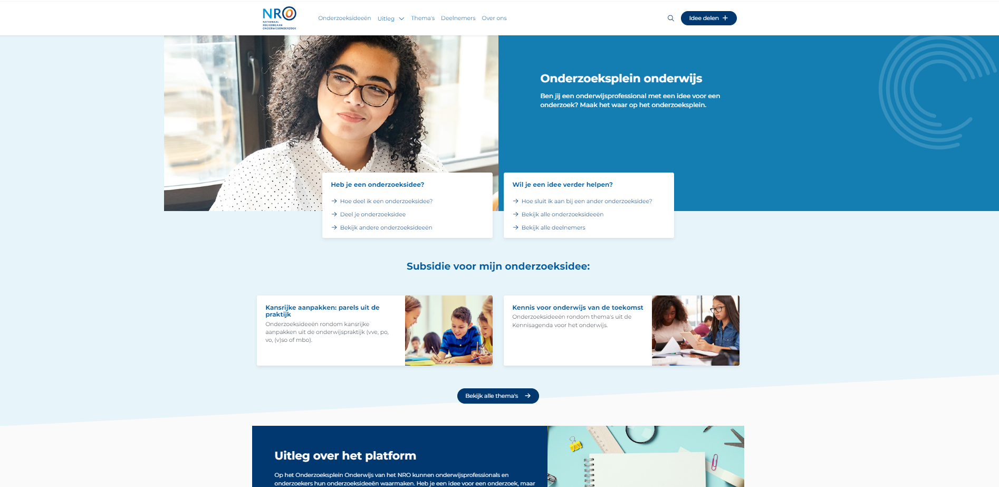 NRO
NATIONAAL
REGIEORGAAN
ONDERWIJSONDERZOEK
Onderzoeksideeën
Uitleg
Thema's
Deelnemers
Over ons
Idee delen
Onderzoeksplein onderwijs
Ben jij een onderwijsprofessional met een idee voor een
onderzoek? Maak het waar op het onderzoeksplein.
Heb je een onderzoeksidee?
Hoe deel ik een onderzoeksidee?
Deel je onderzoeksidee
Bekijk andere onderzoeksideeën
Wil je een idee verder helpen?
Hoe sluit ik aan bij een ander onderzoeksidee?
Bekijk alle onderzoeksideeën
Bekijk alle deelnemers
Subsidie voor mijn onderzoeksidee:
Kansrijke aanpakken: parels uit de
praktijk
Onderzoeksideeën rondom kansrijke
aanpakken uit de onderwijspraktijk (vve, po,
vo, (v)so of mbo).
Kennis voor onderwijs van de toekomst
Onderzoeksideeën rondom thema's uit de
Kennisagenda voor het onderwijs.
Bekijk alle thema's
Uitleg over het platform
Op het Onderzoeksplein Onderwijs van het NRO kunnen onderwijsprofessionals en
onderzoekers hun onderzoeksideeën waarmaken. Heb je een idee voor een onderzoek, maar